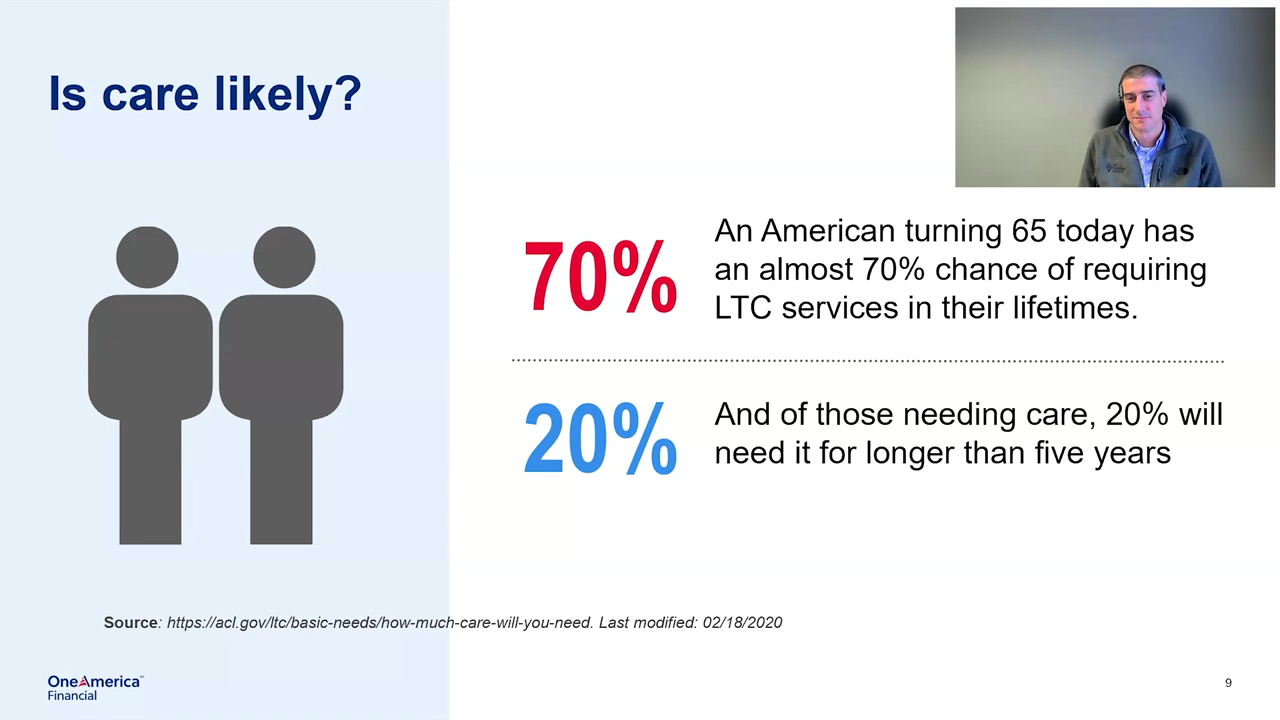 Is care likely?
70%
An American turning 65 today has
an almost 70% chance of requiring
LTC services in their lifetimes.
20%
And of those needing care, 20% will
need it for longer than five years
Source: https://acl.gov/ltc/basic-needs/how-much-care-will-you-need. Last modified: 02/18/2020
OneAmerica
Financial
9